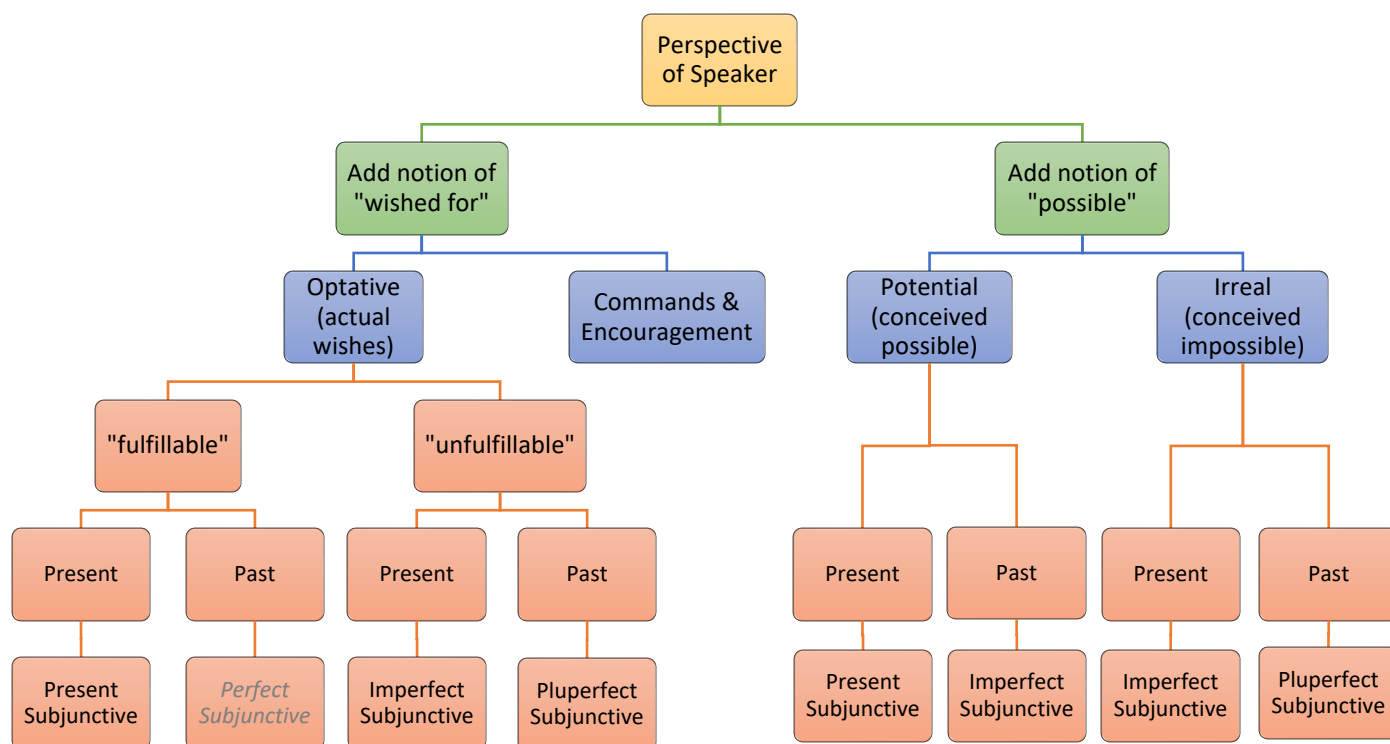 Perspective
of Speaker
Add notion of
"wished for"
Add notion of
"possible"
Optative
(actual
wishes)
Commands &
Encouragement
Potential
(conceived
possible)
Irreal
(conceived
impossible)
"fulfillable"
"unfulfillable"
Present
Past
Present
Past
Present
Past
Present
Past
Present
Subjunctive
Perfect
Subjunctive
Imperfect
Subjunctive
Pluperfect
Subjunctive
Present
Subjunctive
Imperfect
Subjunctive
Imperfect
Subjunctive
Pluperfect
Subjunctive